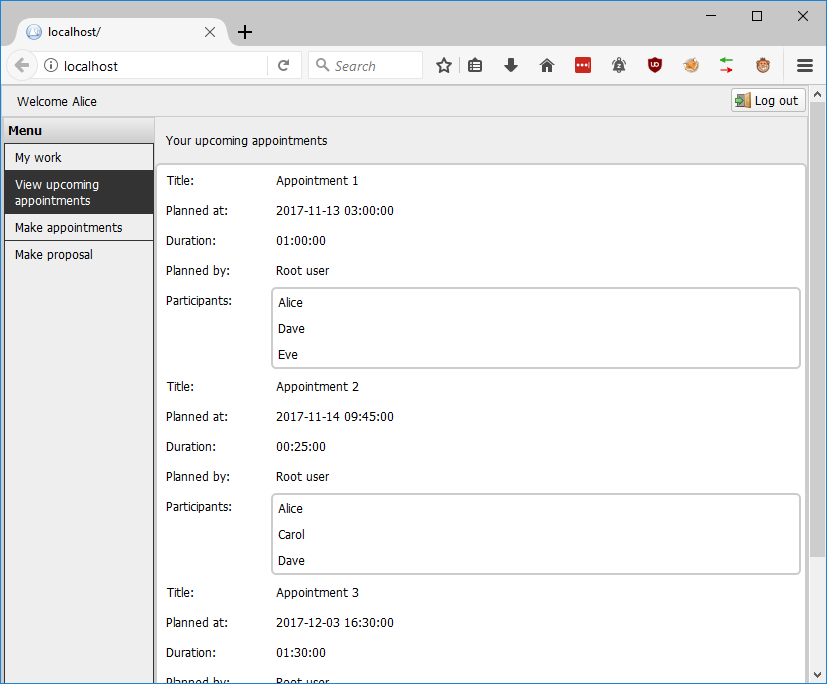 localhost/
localhost
Search
Welcome Alice
Log out
Menu
My work
View upcoming
appointments
Make appointments
Make proposal
Your upcoming appointments
Title: Appointment 1
Planned at: 2017-11-13 03:00:00
Duration: 01:00:00
Planned by: Root user
Participants: Alice
Dave
Eve
Title: Appointment 2
Planned at: 2017-11-14 09:45:00
Duration: 00:25:00
Planned by: Root user
Participants: Alice
Carol
Dave
Title: Appointment 3
Planned at: 2017-12-03 16:30:00
Duration: 01:30:00
Planned by: Root user